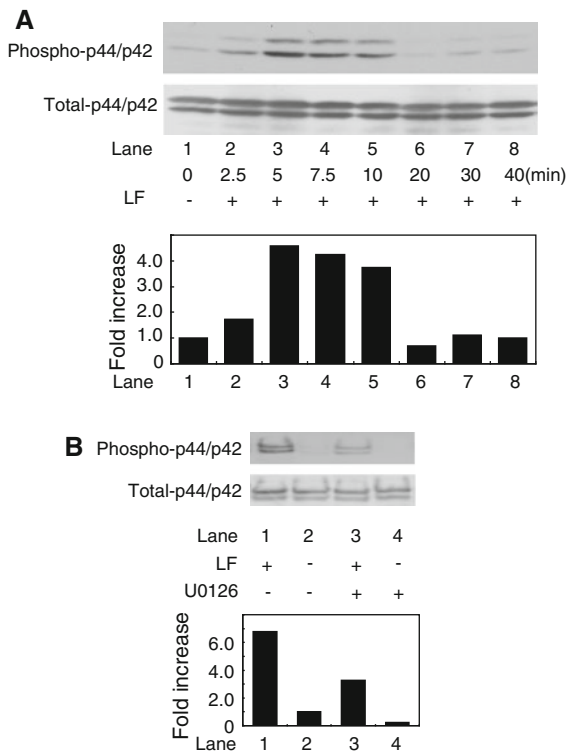 A
Phospho-p44/p42
Total-p44/p42
Lane 1 2 3 4 5 6 7 8
0 2.5 5 7.5 10 20 30 40(min)
LF - + + + + + + +
Fold increase
4.0
3.0
2.0
1.0
0
Lane 1 2 3 4 5 6 7 8
B
Phospho-p44/p42
Total-p44/p42
Lane 1 2 3 4
LF + - + -
U0126 - - + +
Fold increase
6.0
4.0
2.0
0
Lane 1 2 3 4